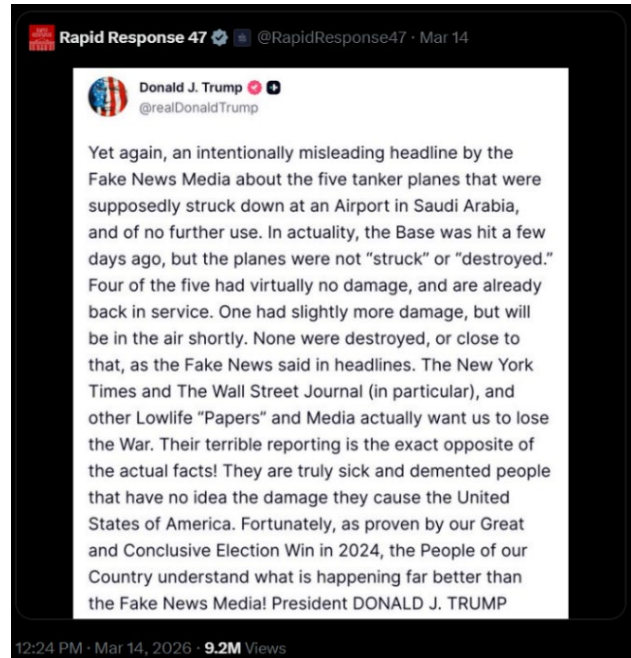 Rapid Response 47 @RapidResponse47 · Mar 14
Donald J. Trump
@realDonaldTrump
Yet again, an intentionally misleading headline by the
Fake News Media about the five tanker planes that were
supposedly struck down at an Airport in Saudi Arabia,
and of no further use. In actuality, the Base was hit a few
days ago, but the planes were not “struck” or “destroyed.”
Four of the five had virtually no damage, and are already
back in service. One had slightly more damage, but will
be in the air shortly. None were destroyed, or close to
that, as the Fake News said in headlines. The New York
Times and The Wall Street Journal (in particular), and
other Lowlife “Papers” and Media actually want us to lose
the War. Their terrible reporting is the exact opposite of
the actual facts! They are truly sick and demented people
that have no idea the damage they cause the United
States of America. Fortunately, as proven by our Great
and Conclusive Election Win in 2024, the People of our
Country understand what is happening far better than
the Fake News Media! President DONALD J. TRUMP
12:24 PM · Mar 14, 2026 · 9.2M Views